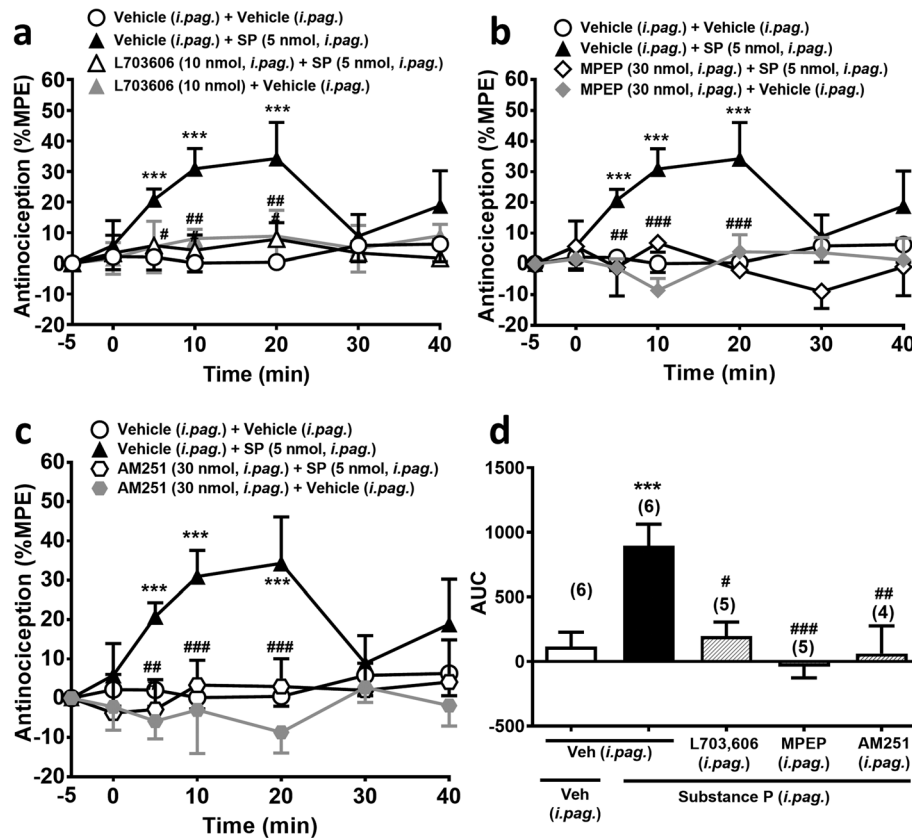 a
Vehicle (i.pag.) + Vehicle (i.pag.)
Vehicle (i.pag.) + SP (5 nmol, i.pag.)
L703606 (10 nmol, i.pag.) + SP (5 nmol, i.pag.)
L703606 (10 nmol) + Vehicle (i.pag.)
Antinociception (%MPE)
60
50
40
30
20
10
0
-10
-20
***
***
***
#
##
#
##
#
-5
0
10
20
30
40
Time (min)
b
Vehicle (i.pag.) + Vehicle (i.pag.)
Vehicle (i.pag.) + SP (5 nmol, i.pag.)
MPEP (30 nmol, i.pag.) + SP (5 nmol, i.pag.)
MPEP (30 nmol, i.pag.) + Vehicle (i.pag.)
Antinociception (%MPE)
60
50
40
30
20
10
0
-10
-20
***
***
***
##
###
###
-5
0
10
20
30
40
Time (min)
c
Vehicle (i.pag.) + Vehicle (i.pag.)
Vehicle (i.pag.) + SP (5 nmol, i.pag.)
AM251 (30 nmol, i.pag.) + SP (5 nmol, i.pag.)
AM251 (30 nmol, i.pag.) + Vehicle (i.pag.)
Antinociception (%MPE)
60
50
40
30
20
10
0
-10
-20
***
***
***
##
#
###
###
-5
0
10
20
30
40
Time (min)
d
AUC
1500
1000
500
0
-500
(6)
***
(6)
#
(5)
###
(5)
##
(4)
Veh (i.pag.)
L703,606
(i.pag.)
MPEP
(i.pag.)
AM251
(i.pag.)
Veh
(i.pag.)
Substance P (i.pag.)